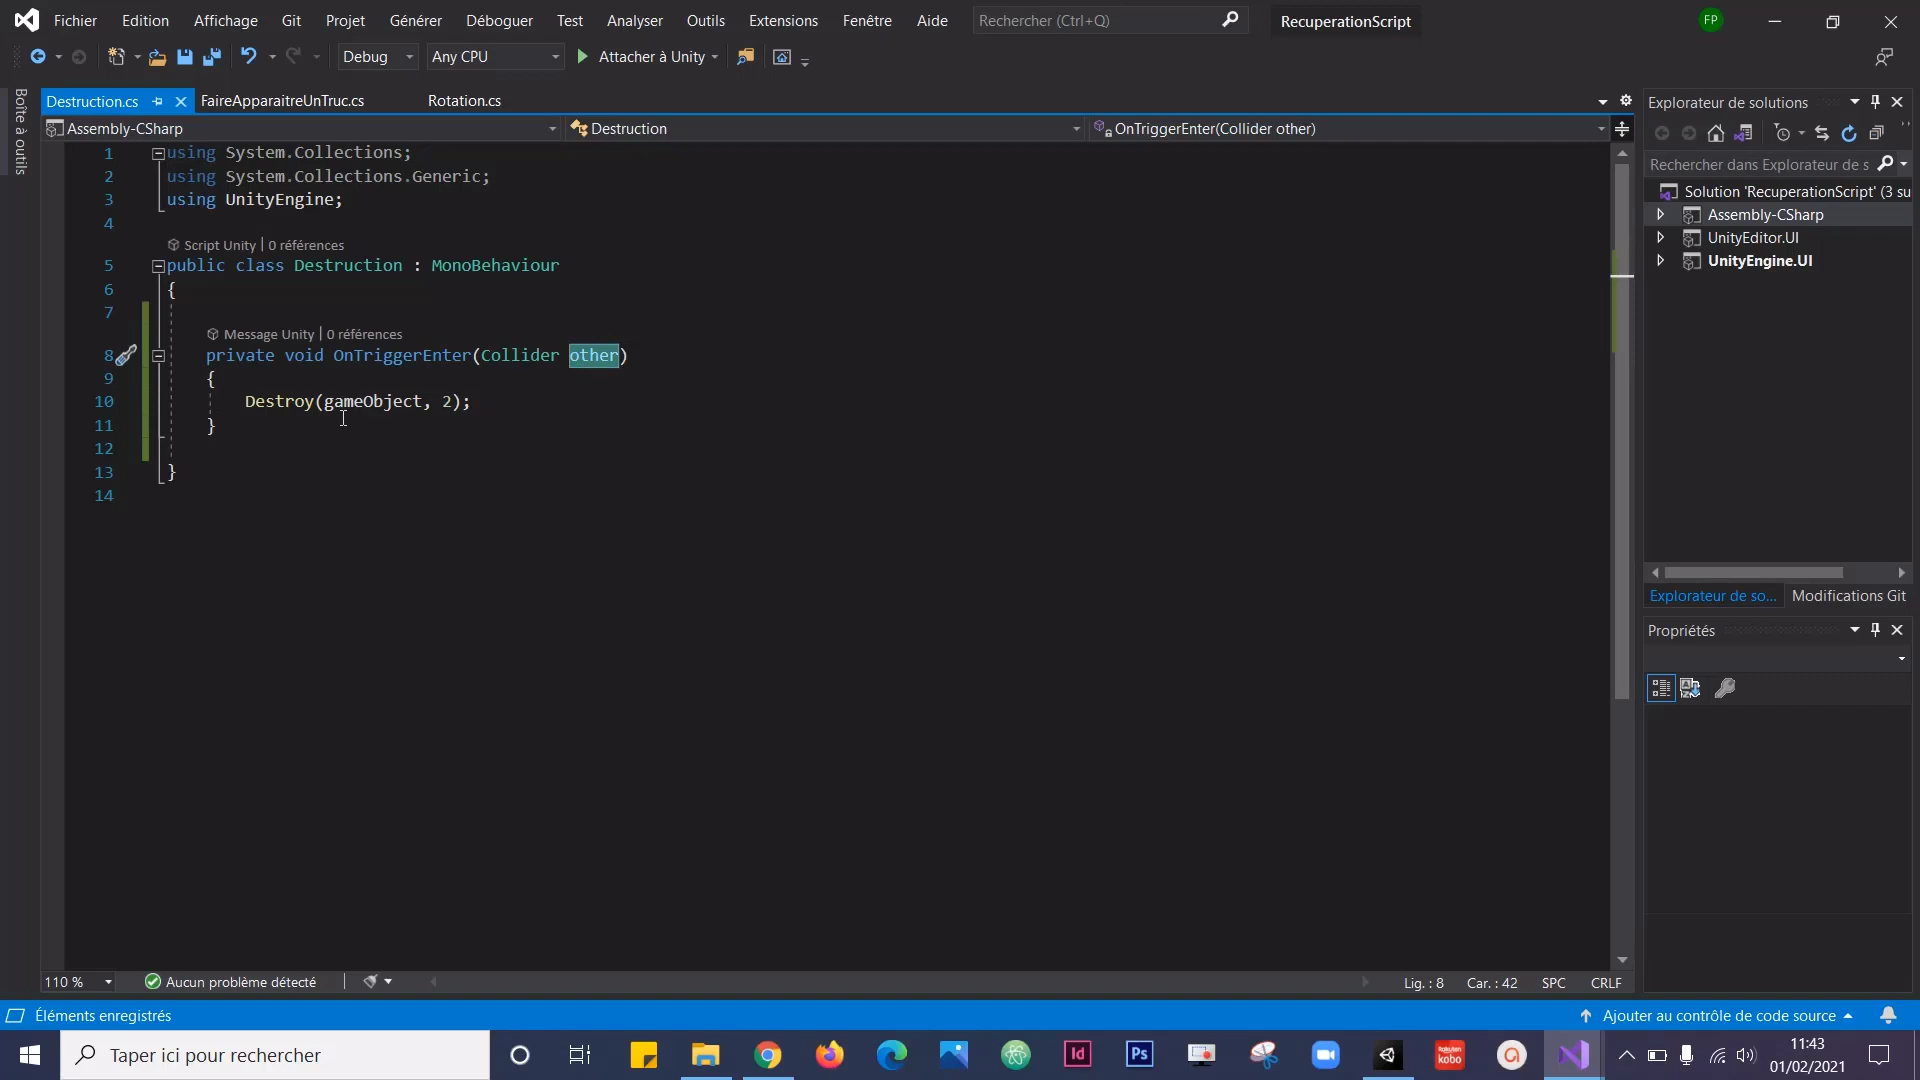 Fichier Edition Affichage Git Projet Générer Déboguer Test Analyser Outils Extensions Fenêtre Aide Rechercher (Ctrl+Q) RecuperationScript FP
Debug Any CPU Attacher à Unity
Boîte à outils
Destruction.cs FaireApparaitreUnTruc.cs Rotation.cs
Assembly-CSharp Destruction OnTriggerEnter(Collider other)
1 using System.Collections;
2 using System.Collections.Generic;
3 using UnityEngine;
4
Script Unity | 0 références
5 public class Destruction : MonoBehaviour
6 {
7
Message Unity | 0 références
8 private void OnTriggerEnter(Collider other)
9 {
10 Destroy(gameObject, 2);
11 }
12
13 }
14
110 % Aucun problème détecté Lig. : 8 Car. : 42 SPC CRLF
Explorateur de solutions
Rechercher dans Explorateur de s
Solution 'RecuperationScript' (3 su
Assembly-CSharp
UnityEditor.UI
UnityEngine.UI
Explorateur de so... Modifications Git
Propriétés
Éléments enregistrés Ajouter au contrôle de code source
Taper ici pour rechercher
Id
Ps
Rakuten
kobo
11:43
01/02/2021